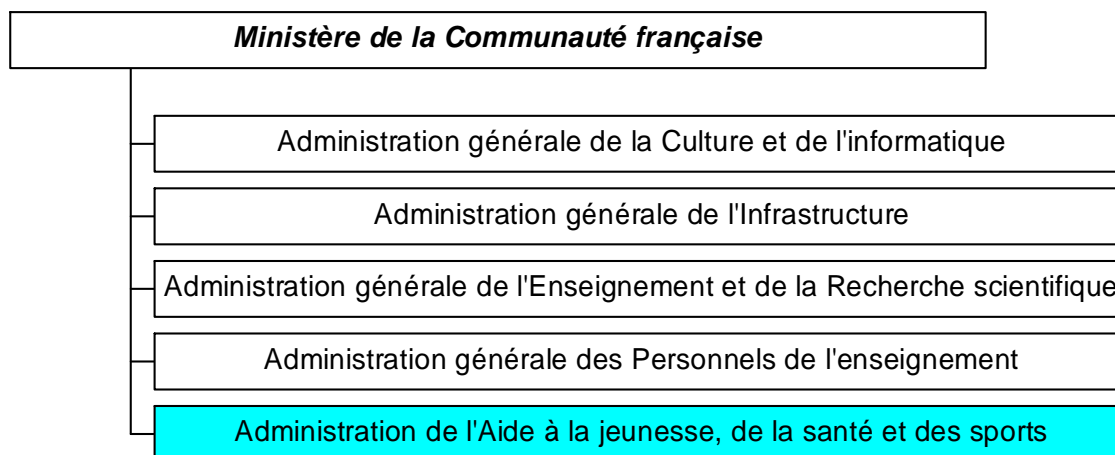 Ministère de la Communauté française
Administration générale de la Culture et de l'informatique
Administration générale de l'Infrastructure
Administration générale de l'Enseignement et de la Recherche scientifique
Administration générale des Personnels de l'enseignement
Administration de l'Aide à la jeunesse, de la santé et des sports